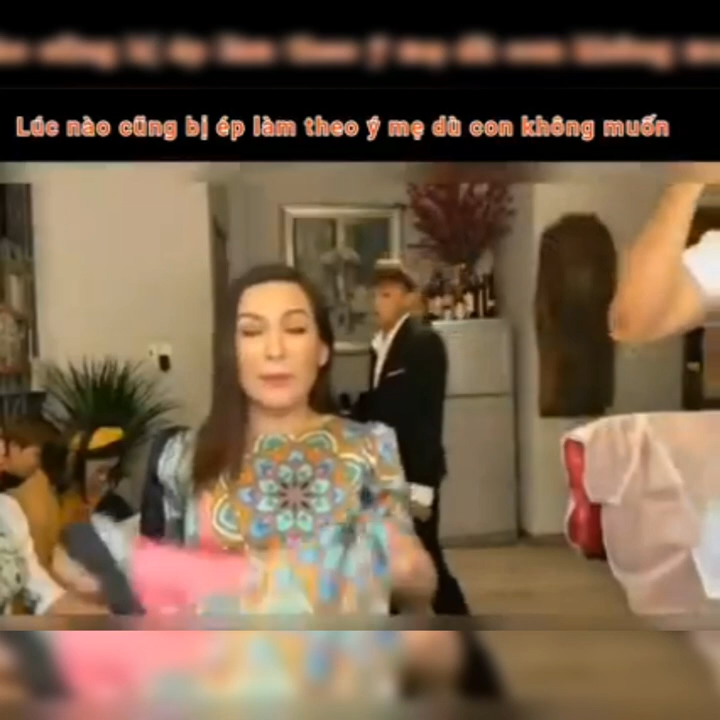 Lúc nào cũng bị ép làm theo ý mẹ dù con không muốn